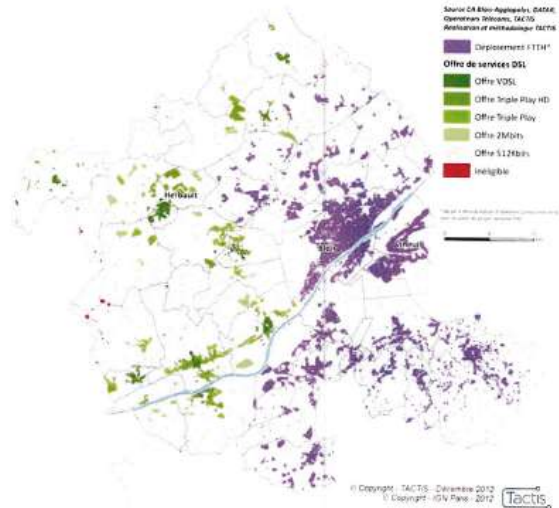 Source CA Blois-Agglopolys, DATAR,
Opérateurs Télécoms, TACTIS
Réalisation et méthodologie TACTIS
Déploiement FTTH*
Offre de services DSL
Offre VDSL
Offre Triple Play HD
Offre Triple Play
Offre 2Mbits
Offre 512Kbits
Inéligible
Herbault
Blois
© Copyright - TACTIS - Décembre 2012
© Copyright - IGN Paris - 2012
Tactis